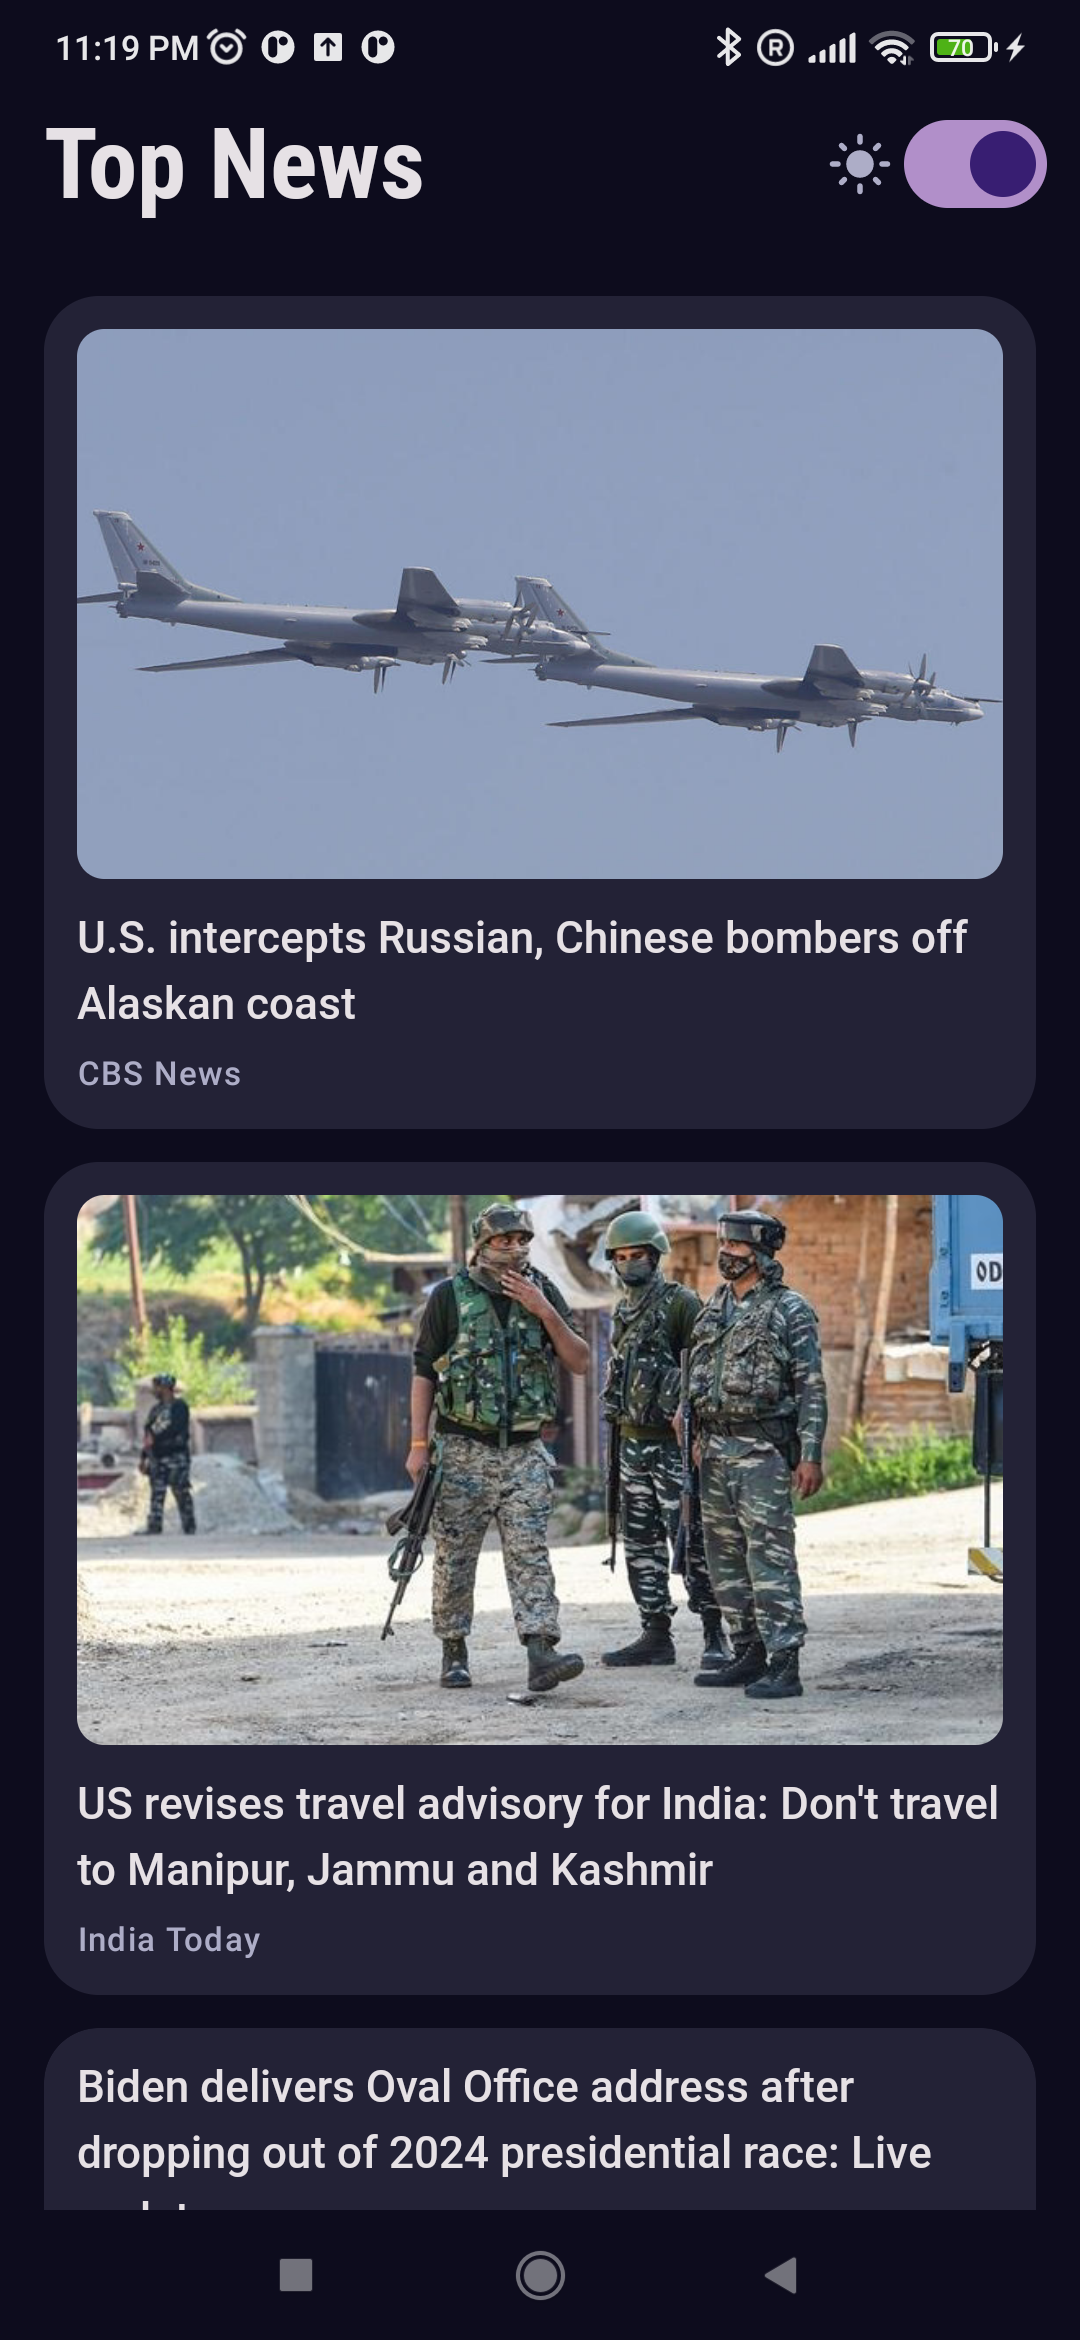 11:19 PM
70
Top News
U.S. intercepts Russian, Chinese bombers off
Alaskan coast
CBS News
OD
US revises travel advisory for India: Don't travel
to Manipur, Jammu and Kashmir
India Today
Biden delivers Oval Office address after
dropping out of 2024 presidential race: Live